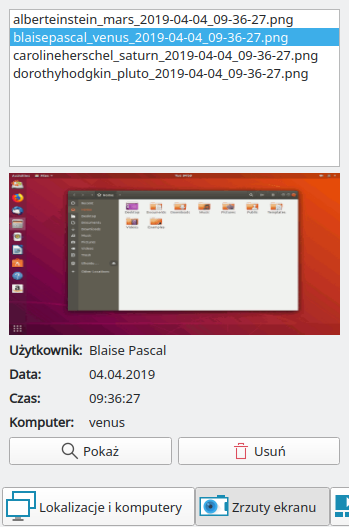 alberteinstein_mars_2019-04-04_09-36-27.png
blaisepascal_venus_2019-04-04_09-36-27.png
carolineherschel_saturn_2019-04-04_09-36-27.png
dorothyhodgkin_pluto_2019-04-04_09-36-27.png
Użytkownik: Blaise Pascal
Data: 04.04.2019
Czas: 09:36:27
Komputer: venus
Pokaż Usuń
Lokalizacje i komputery Zrzuty ekranu